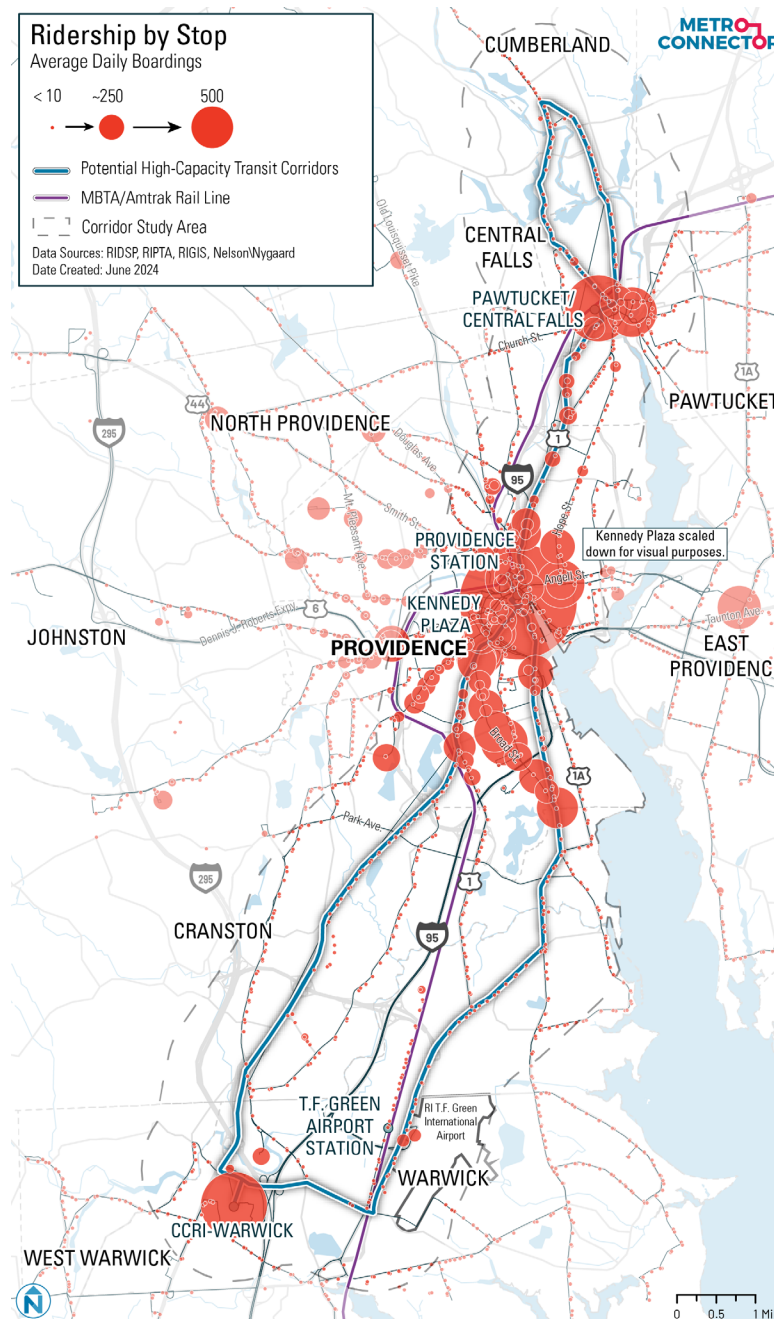 Ridership by Stop
Average Daily Boardings
< 10
~250
500
Potential High-Capacity Transit Corridors
MBTA/Amtrak Rail Line
Corridor Study Area
Data Sources: RIDSP, RIPTA, RIGIS, Nelson\Nygaard
Date Created: June 2024
METRO
CONNECTOR
CUMBERLAND
Old Louisquisset Pike
CENTRAL
FALLS
PAWTUCKET/
CENTRAL FALLS
Church St.
1A
PAWTUCKET
44
295
NORTH PROVIDENCE
1
Douglas Ave.
95
Mt. Pleasant Ave.
Smith St.
Hope St.
PROVIDENCE
STATION
Kennedy Plaza scaled
down for visual purposes.
Angell St.
KENNEDY
PLAZA
6
Dennis J Roberts Expy
Taunton Ave.
JOHNSTON
PROVIDENCE
EAST
PROVIDENC
Broad St.
1A
Park Ave.
295
1
CRANSTON
95
T.F. GREEN
AIRPORT
STATION
RI T.F. Green
International
Airport
WARWICK
CCRI-WARWICK
WEST WARWICK
N
0 0.5 1 Mi